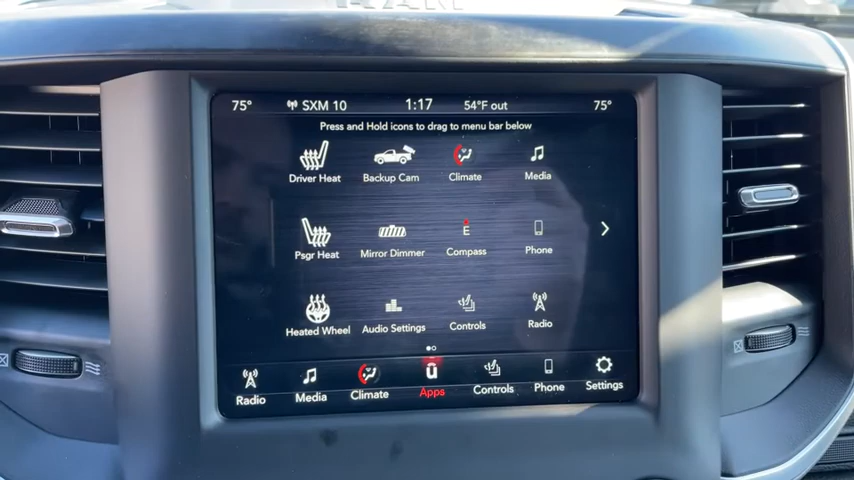 75° SXM 10 1:17 54°F out 75°
Press and Hold icons to drag to menu bar below
Driver Heat Backup Cam Climate Media
E
Psgr Heat Mirror Dimmer Compass Phone
Heated Wheel Audio Settings Controls Radio
Radio Media Climate Apps Controls Phone Settings